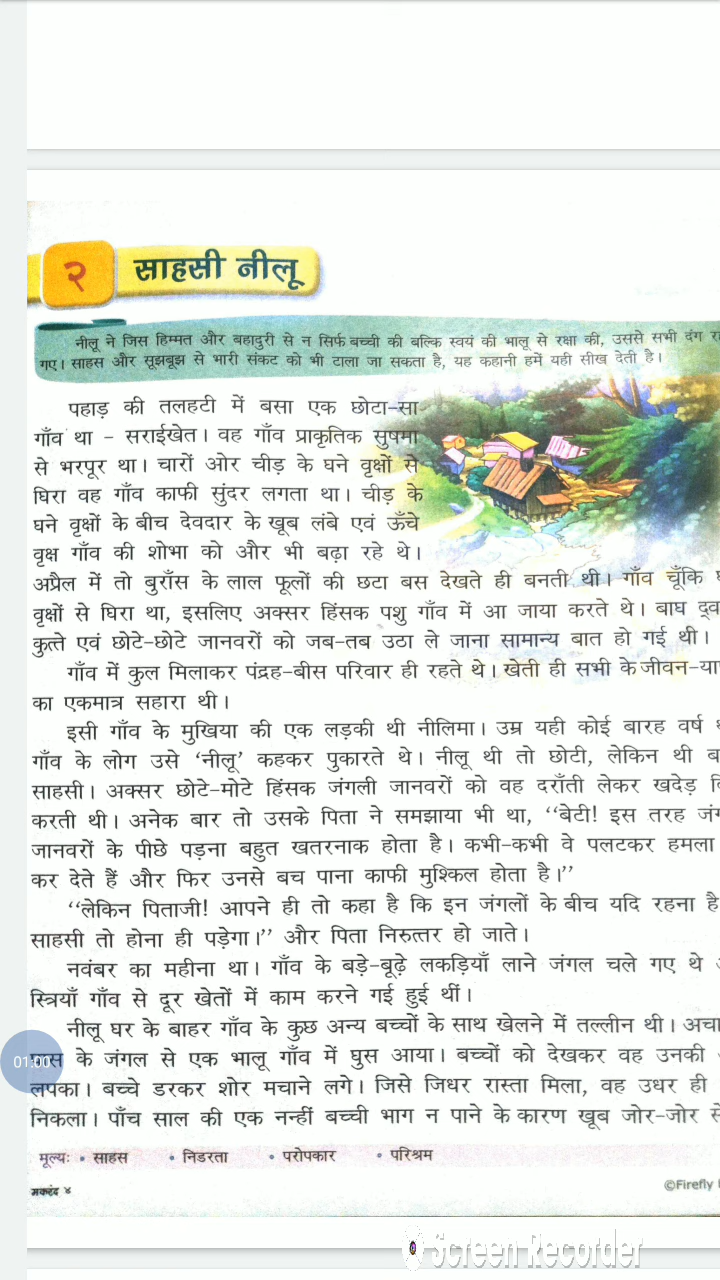 २
साहसी नीलू
नीलू ने जिस हिम्मत और बहादुरी से न सिर्फ बच्ची की बल्कि स्वयं की भालू से रक्षा की, उससे सभी दंग
गए। साहस और सूझबूझ से भारी संकट को भी टाला जा सकता है, यह कहानी हमें यही सीख देती है।
पहाड़ की तलहटी में बसा एक छोटा-सा
गाँव था – सराईखेत। वह गाँव प्राकृतिक सुषमा
से भरपूर था। चारों ओर चीड़ के घने वृक्षों से
घिरा वह गाँव काफी सुंदर लगता था। चीड़ के
घने वृक्षों के बीच देवदार के खूब लंबे एवं ऊँचे
वृक्ष गाँव की शोभा को और भी बढ़ा रहे थे।
अप्रैल में तो बुराँस के लाल फूलों की छटा बस देखते ही बनती थी। गाँव चूँकि
वृक्षों से घिरा था, इसलिए अक्सर हिंसक पशु गाँव में आ जाया करते थे। बाघ
कुत्ते एवं छोटे-छोटे जानवरों को जब-तब उठा ले जाना सामान्य बात हो गई थी।
गाँव में कुल मिलाकर पंद्रह-बीस परिवार ही रहते थे। खेती ही सभी के जीवन-या
का एकमात्र सहारा थी।
इसी गाँव के मुखिया की एक लड़की थी नीलिमा। उम्र यही कोई बारह वर्ष
गाँव के लोग उसे ‘नीलू’ कहकर पुकारते थे। नीलू थी तो छोटी, लेकिन थी
साहसी। अक्सर छोटे-मोटे हिंसक जंगली जानवरों को वह दराँती लेकर खदेड़
करती थी। अनेक बार तो उसके पिता ने समझाया भी था, ‘‘बेटी! इस तरह
जानवरों के पीछे पड़ना बहुत खतरनाक होता है। कभी-कभी वे पलटकर हमला
कर देते हैं और फिर उनसे बच पाना काफी मुश्किल होता है।’’
‘‘लेकिन पिताजी! आपने ही तो कहा है कि इन जंगलों के बीच यदि रहना है
साहसी तो होना ही पड़ेगा।’’ और पिता निरुत्तर हो जाते।
नवंबर का महीना था। गाँव के बड़े-बूढ़े लकड़ियाँ लाने जंगल चले गए थे
स्त्रियाँ गाँव से दूर खेतों में काम करने गई हुई थीं।
नीलू घर के बाहर गाँव के कुछ अन्य बच्चों के साथ खेलने में तल्लीन थी। अचा
01:00
के जंगल से एक भालू गाँव में घुस आया। बच्चों को देखकर वह उनकी
लपका। बच्चे डरकर शोर मचाने लगे। जिसे जिधर रास्ता मिला, वह उधर ही
निकला। पाँच साल की एक नन्हीं बच्ची भाग न पाने के कारण खूब जोर-जोर से
मूल्यः • साहस • निडरता • परोपकार • परिश्रम
मकरंद ४
©Firefly
Screen Recorder